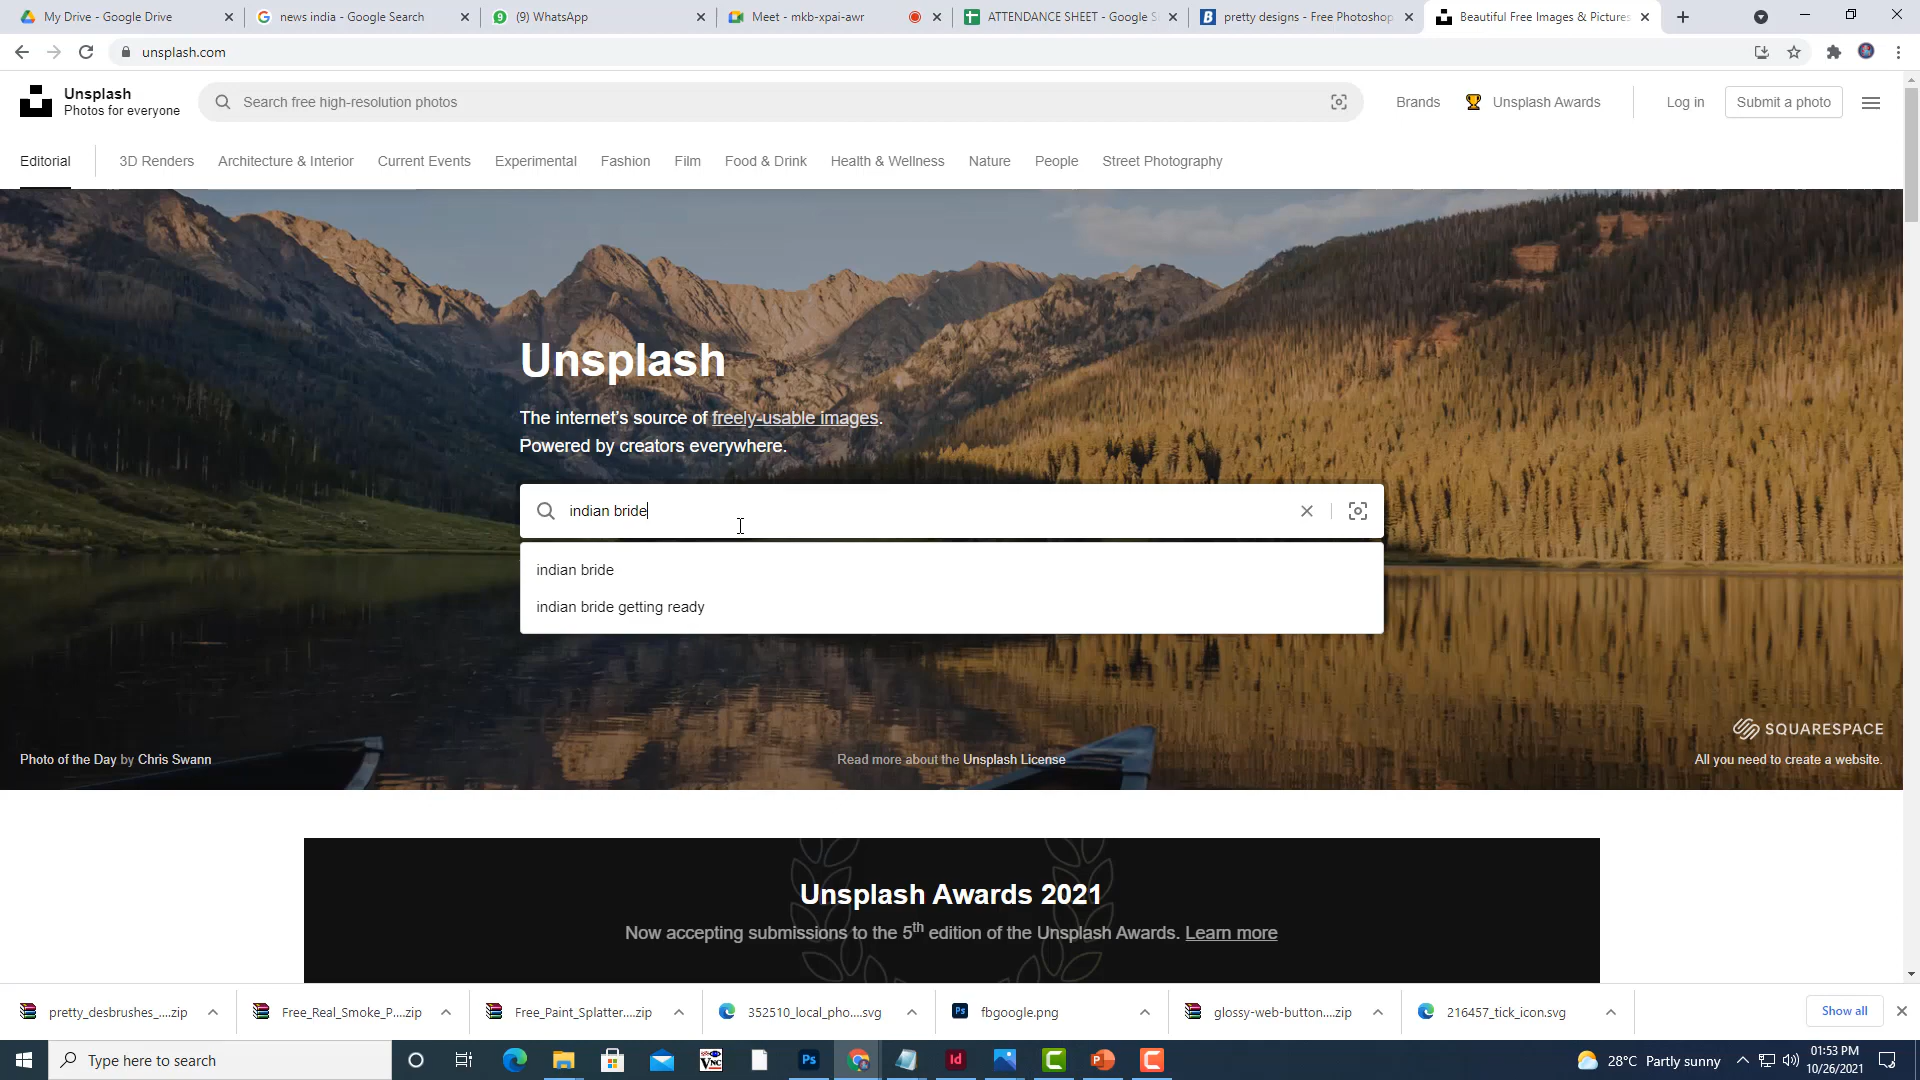 My Drive - Google Drive
news india - Google Search
(9) WhatsApp
Meet - mkb-xpai-awr
ATTENDANCE SHEET - Google S
pretty designs - Free Photoshop
Beautiful Free Images & Pictures
unsplash.com
Unsplash
Photos for everyone
Search free high-resolution photos
Brands
Unsplash Awards
Log in
Submit a photo
Editorial
3D Renders
Architecture & Interior
Current Events
Experimental
Fashion
Film
Food & Drink
Health & Wellness
Nature
People
Street Photography
Unsplash
The internet's source of freely-usable images.
Powered by creators everywhere.
indian bride
indian bride
indian bride getting ready
SQUARESPACE
Photo of the Day by Chris Swann
Read more about the Unsplash License
All you need to create a website.
Unsplash Awards 2021
Now accepting submissions to the 5th edition of the Unsplash Awards. Learn more
pretty_desbrushes_....zip
Free_Real_Smoke_P....zip
Free_Paint_Splatter....zip
352510_local_pho....svg
fbgoogle.png
glossy-web-button....zip
216457_tick_icon.svg
Show all
Type here to search
28°C Partly sunny
01:53 PM
10/26/2021